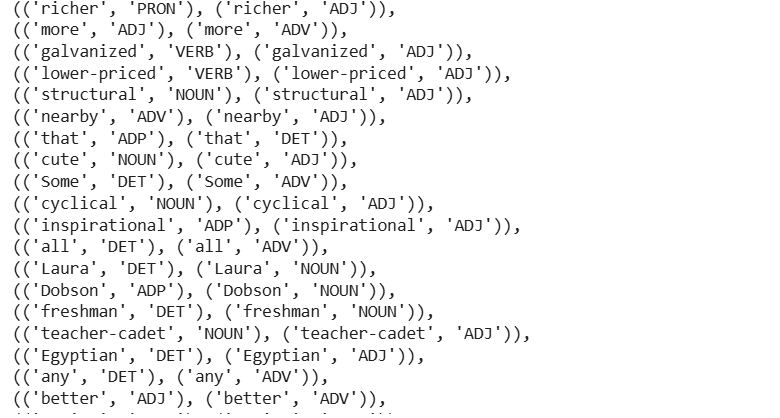 (('richer', 'PRON'), ('richer', 'ADJ')),
(('more', 'ADJ'), ('more', 'ADV')),
(('galvanized', 'VERB'), ('galvanized', 'ADJ')),
(('lower-priced', 'VERB'), ('lower-priced', 'ADJ')),
(('structural', 'NOUN'), ('structural', 'ADJ')),
(('nearby', 'ADV'), ('nearby', 'ADJ')),
(('that', 'ADP'), ('that', 'DET')),
(('cute', 'NOUN'), ('cute', 'ADJ')),
(('Some', 'DET'), ('Some', 'ADV')),
(('cyclical', 'NOUN'), ('cyclical', 'ADJ')),
(('inspirational', 'ADP'), ('inspirational', 'ADJ')),
(('all', 'DET'), ('all', 'ADV')),
(('Laura', 'DET'), ('Laura', 'NOUN')),
(('Dobson', 'ADP'), ('Dobson', 'NOUN')),
(('freshman', 'DET'), ('freshman', 'NOUN')),
(('teacher-cadet', 'NOUN'), ('teacher-cadet', 'ADJ')),
(('Egyptian', 'DET'), ('Egyptian', 'ADJ')),
(('any', 'DET'), ('any', 'ADV')),
(('better', 'ADJ'), ('better', 'ADV')),